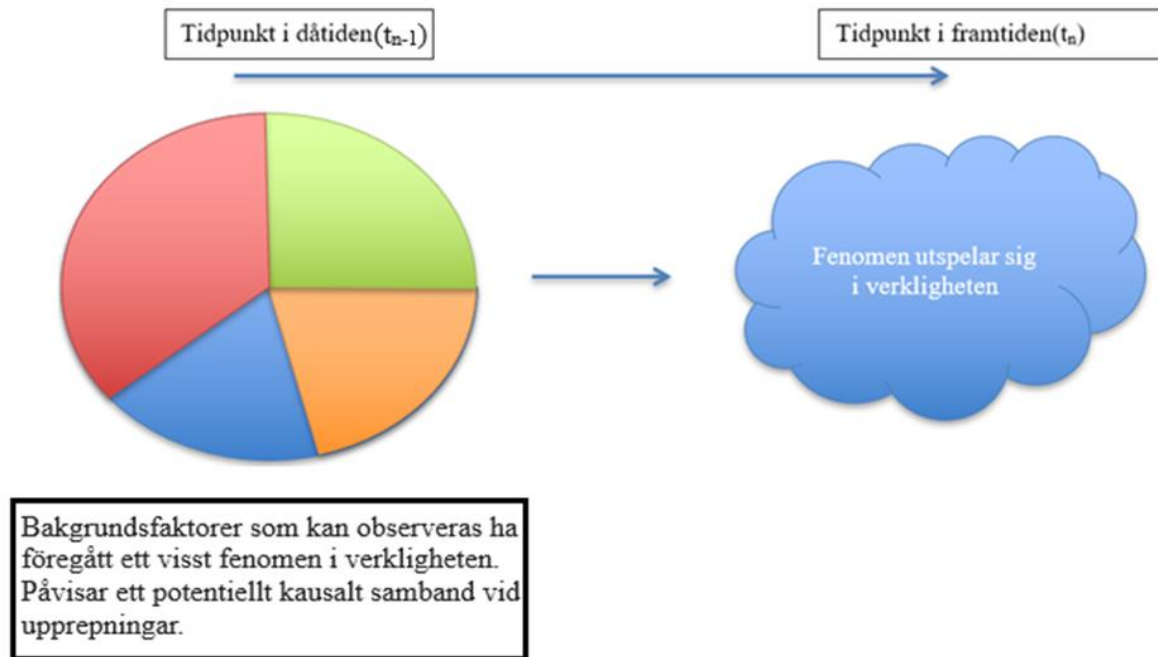 Tidpunkt i dåtiden(tn-1)
Tidpunkt i framtiden(tn)
Fenomen utspelar sig
i verkligheten
Bakgrundsfaktorer som kan observeras ha
föregått ett visst fenomen i verkligheten.
Påvisar ett potentiellt kausalt samband vid
upprepningar.